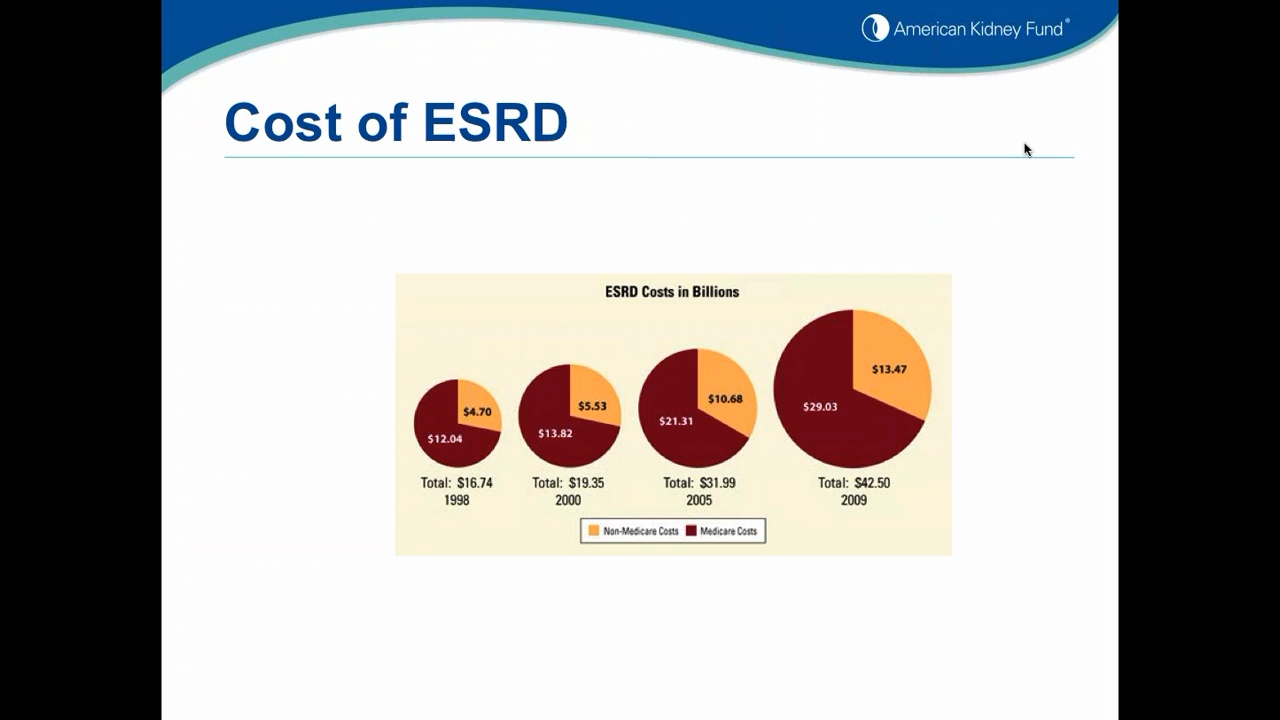 American Kidney Fund®
Cost of ESRD
ESRD Costs in Billions
$4.70
$12.04
Total: $16.74
1998
$5.53
$13.82
Total: $19.35
2000
$10.68
$21.31
Total: $31.99
2005
$13.47
$29.03
Total: $42.50
2009
Non-Medicare Costs
Medicare Costs